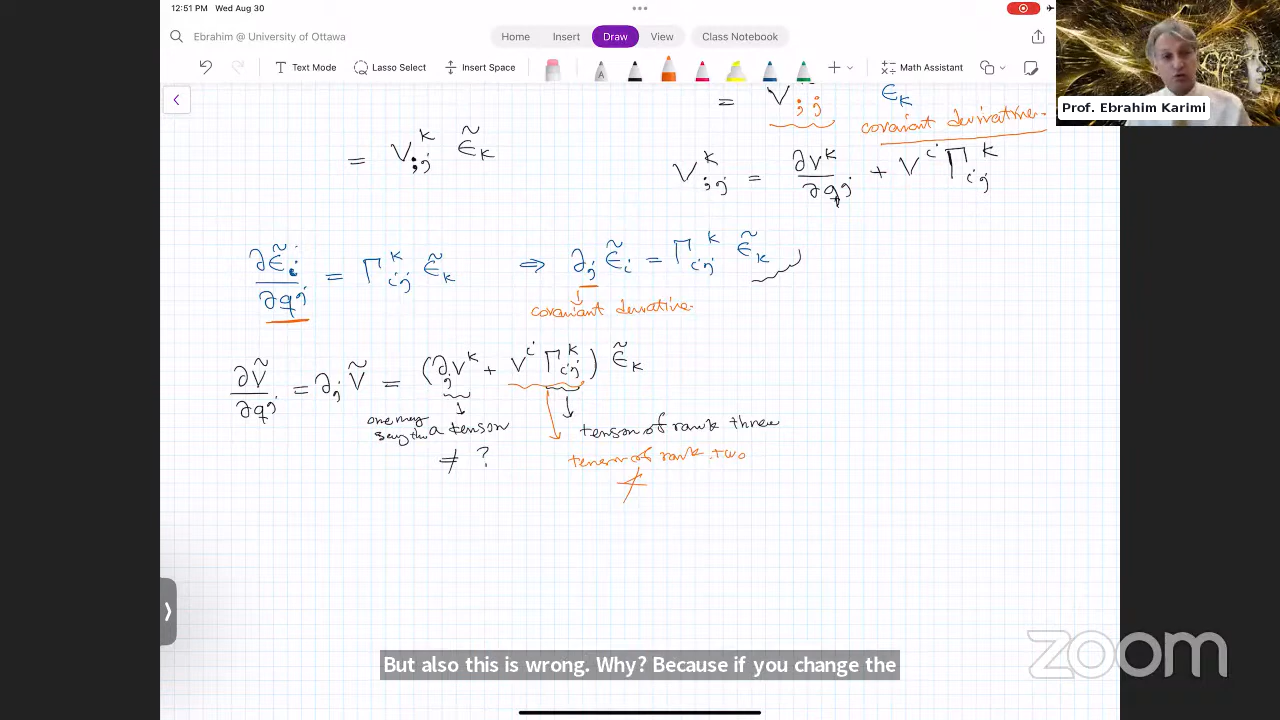 12:51 PM Wed Aug 30
Ebrahim @ University of Ottawa
Home Insert Draw View Class Notebook
Text Mode Lasso Select Insert Space Math Assistant
Prof. Ebrahim Karimi
= V^k_{;j} ε_k
covariant derivative.
= V^k_{;j} ε̃_k
V^k_{;j} = ∂V^k/∂q^j + V^i Γ^k_{ij}
∂ε̃_i/∂q^j = Γ^k_{ij} ε̃_k ⇒ ∂_j ε̃_i = Γ^k_{ij} ε̃_k
covariant derivative.
∂Ṽ/∂q^j = ∂_j Ṽ = (∂_j V^k + V^i Γ^k_{ij}) ε̃_k
one may
a tensor
≠ ?
tensor of rank three
tensor of rank two
≠
But also this is wrong. Why? Because if you change the
zoom